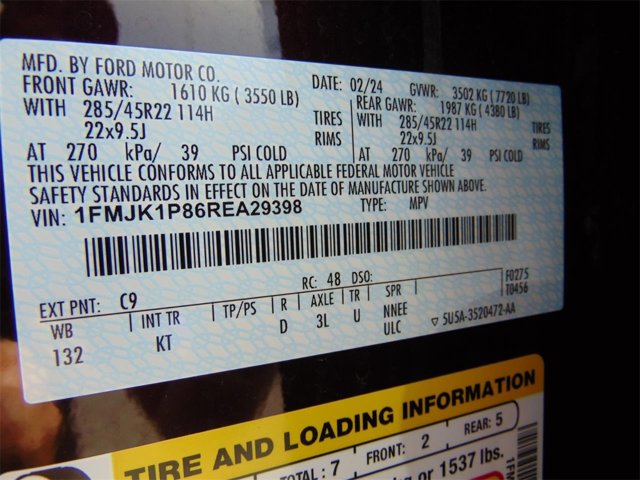 MFD. BY FORD MOTOR CO. DATE: 02/24 GVWR: 3502 KG ( 7720 LB)
FRONT GAWR: 1610 KG ( 3550 LB) REAR GAWR: 1987 KG ( 4380 LB)
WITH 285/45R22 114H TIRES WITH 285/45R22 114H TIRES
22x9.5J RIMS 22x9.5J RIMS
AT 270 kPa/ 39 PSI COLD AT 270 kPa/ 39 PSI COLD
THIS VEHICLE CONFORMS TO ALL APPLICABLE FEDERAL MOTOR VEHICLE
SAFETY STANDARDS IN EFFECT ON THE DATE OF MANUFACTURE SHOWN ABOVE.
VIN: 1FMJK1P86REA29398 TYPE: MPV
EXT PNT: C9 RC: 48 DSO: F0275
T0456
WB INT TR TP/PS R AXLE TR SPR
132 KT D 3L U NNEE
ULC ▽ 5U5A-3520472-AA
TIRE AND LOADING INFORMATION
TOTAL: 7 FRONT: 2 REAR: 5
kg or 1537 lbs.